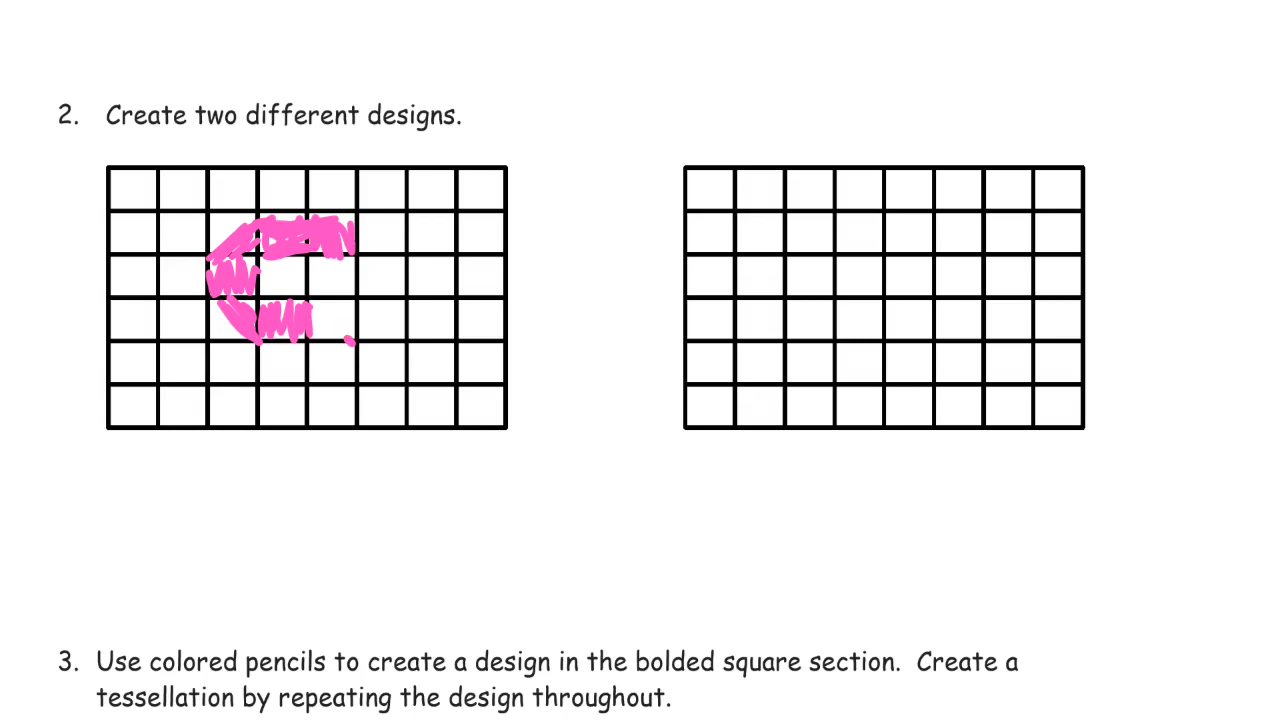 2. Create two different designs.
3. Use colored pencils to create a design in the bolded square section. Create a
tessellation by repeating the design throughout.